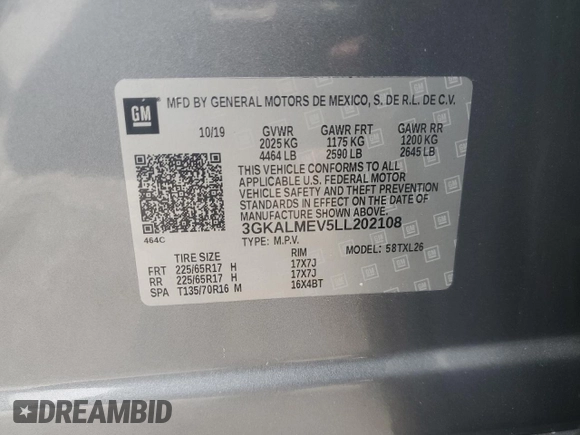 GM
MFD BY GENERAL MOTORS DE MEXICO, S. DE R.L. DE C.V.
10/19 GVWR GAWR FRT GAWR RR
2025 KG 1175 KG 1200 KG
4464 LB 2590 LB 2645 LB
THIS VEHICLE CONFORMS TO ALL
APPLICABLE U.S. FEDERAL MOTOR
VEHICLE SAFETY AND THEFT PREVENTION
STANDARDS IN EFFECT ON THE DATE OF
MANUFACTURE SHOWN ABOVE.
3GKALMEV5LL202108
TYPE: M.P.V. MODEL: 58TXL26
464C
TIRE SIZE RIM
FRT 225/65R17 H 17X7J
RR 225/65R17 H 17X7J
SPA T135/70R16 M 16X4BT
DREAMBID